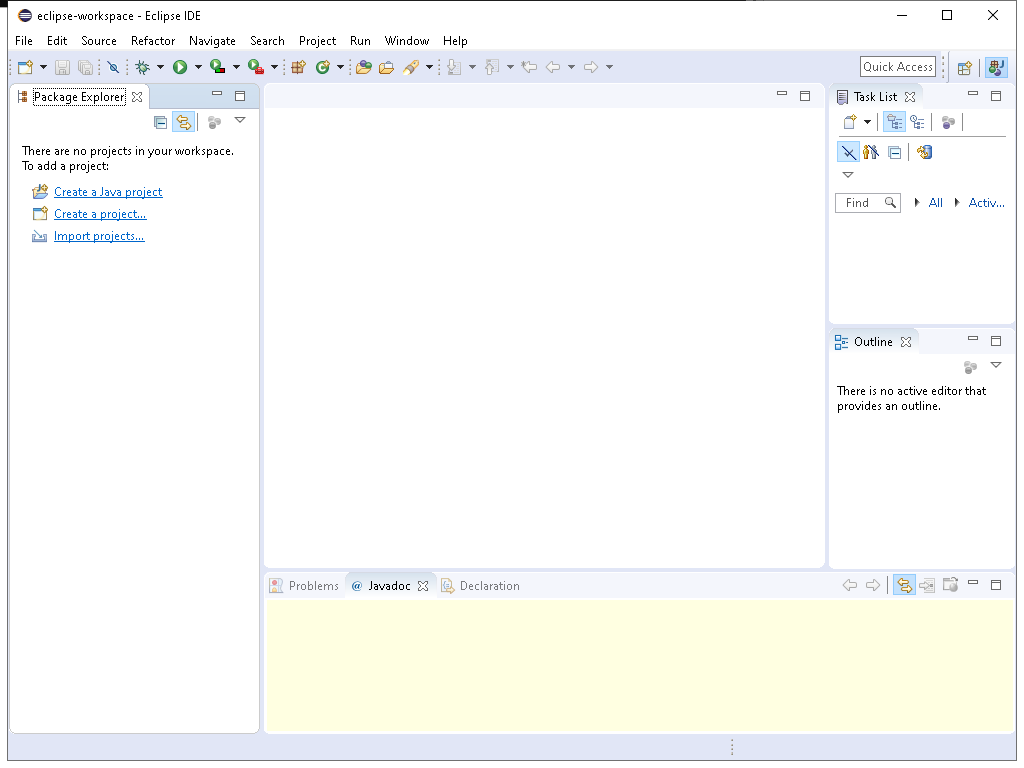 eclipse-workspace - Eclipse IDE
File Edit Source Refactor Navigate Search Project Run Window Help
Quick Access
Package Explorer
There are no projects in your workspace.
To add a project:
Create a Java project
Create a project...
Import projects...
Task List
Find All Activ...
Outline
There is no active editor that
provides an outline.
Problems @ Javadoc Declaration